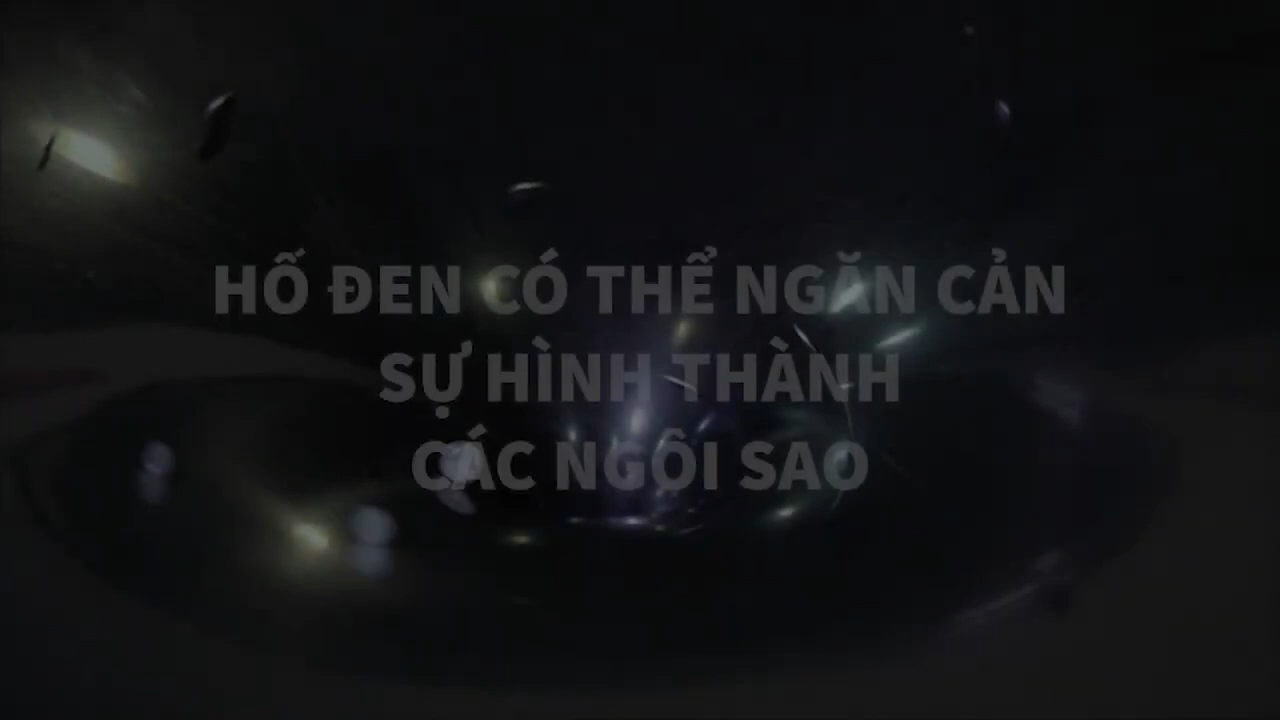 HỐ ĐEN CÓ THỂ NGĂN CẢN
SỰ HÌNH THÀNH
CÁC NGÔI SAO